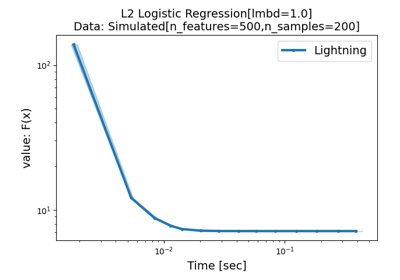 L2 Logistic Regression[lmbd=1.0]
Data: Simulated[n_features=500,n_samples=200]
Lightning
10²
10¹
value: F(x)
10⁻²
10⁻¹
Time [sec]